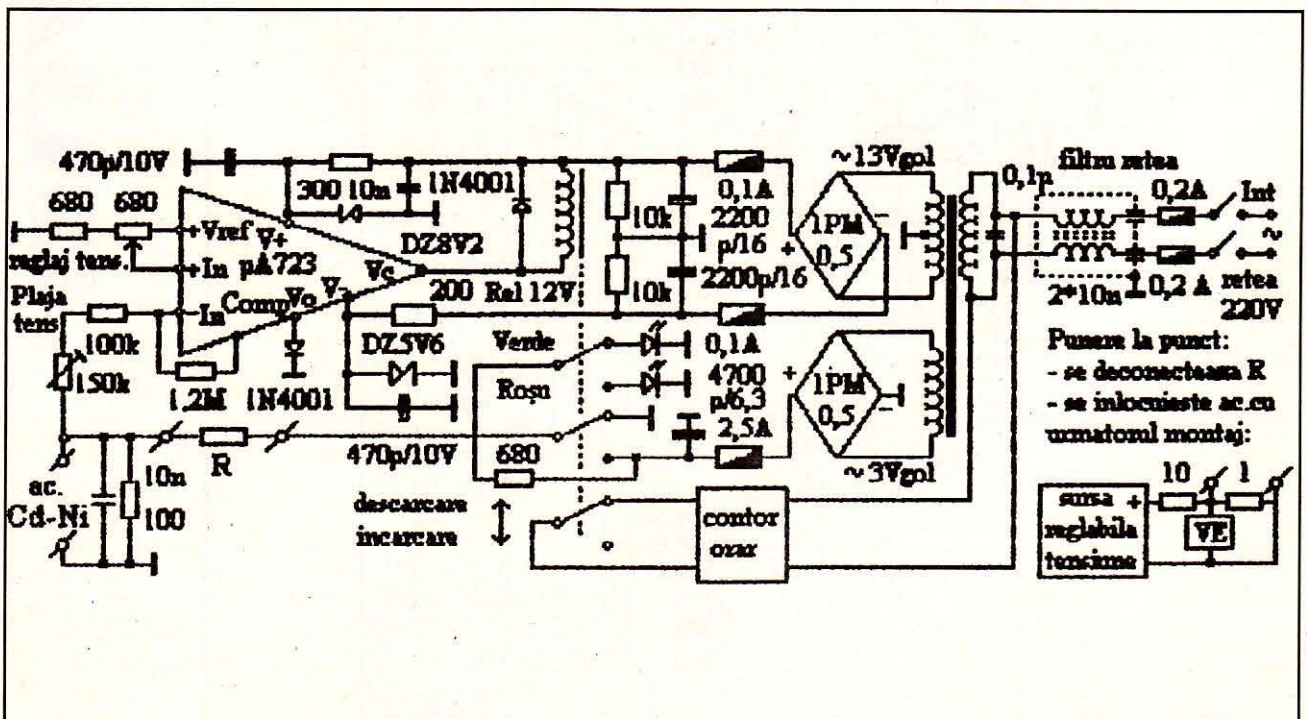 470µ/10V
680 680
+Vref
V+
µA723
+In
reglaj tens.
Plaja
tens
100k
150k
-In
Comp
Vo
V-
Vc
1,2M
1N4001
300
10n
1N4001
DZ8V2
200
Rel 12V
DZ5V6
470µ/10V
10k
10k
0,1A
2200
µ/16
2200µ/16
0,1A
4700
µ/6,3
2,5A
Verde
Roşu
680
descarcare
incarcare
R
10n
100
ac.
Cd-Ni
contor
orar
~13Vgol
+
1PM
0,5
-
+
1PM
0,5
-
~3Vgol
0,1µ
filtru retea
0,2A
Int
~
2*10n
0,2 A
retea
220V
Punere la punct:
- se deconecteaza R
- se inlocuieste ac.cu
urmatorul montaj:
10 1
sursa +
reglabila
tensiune
VE